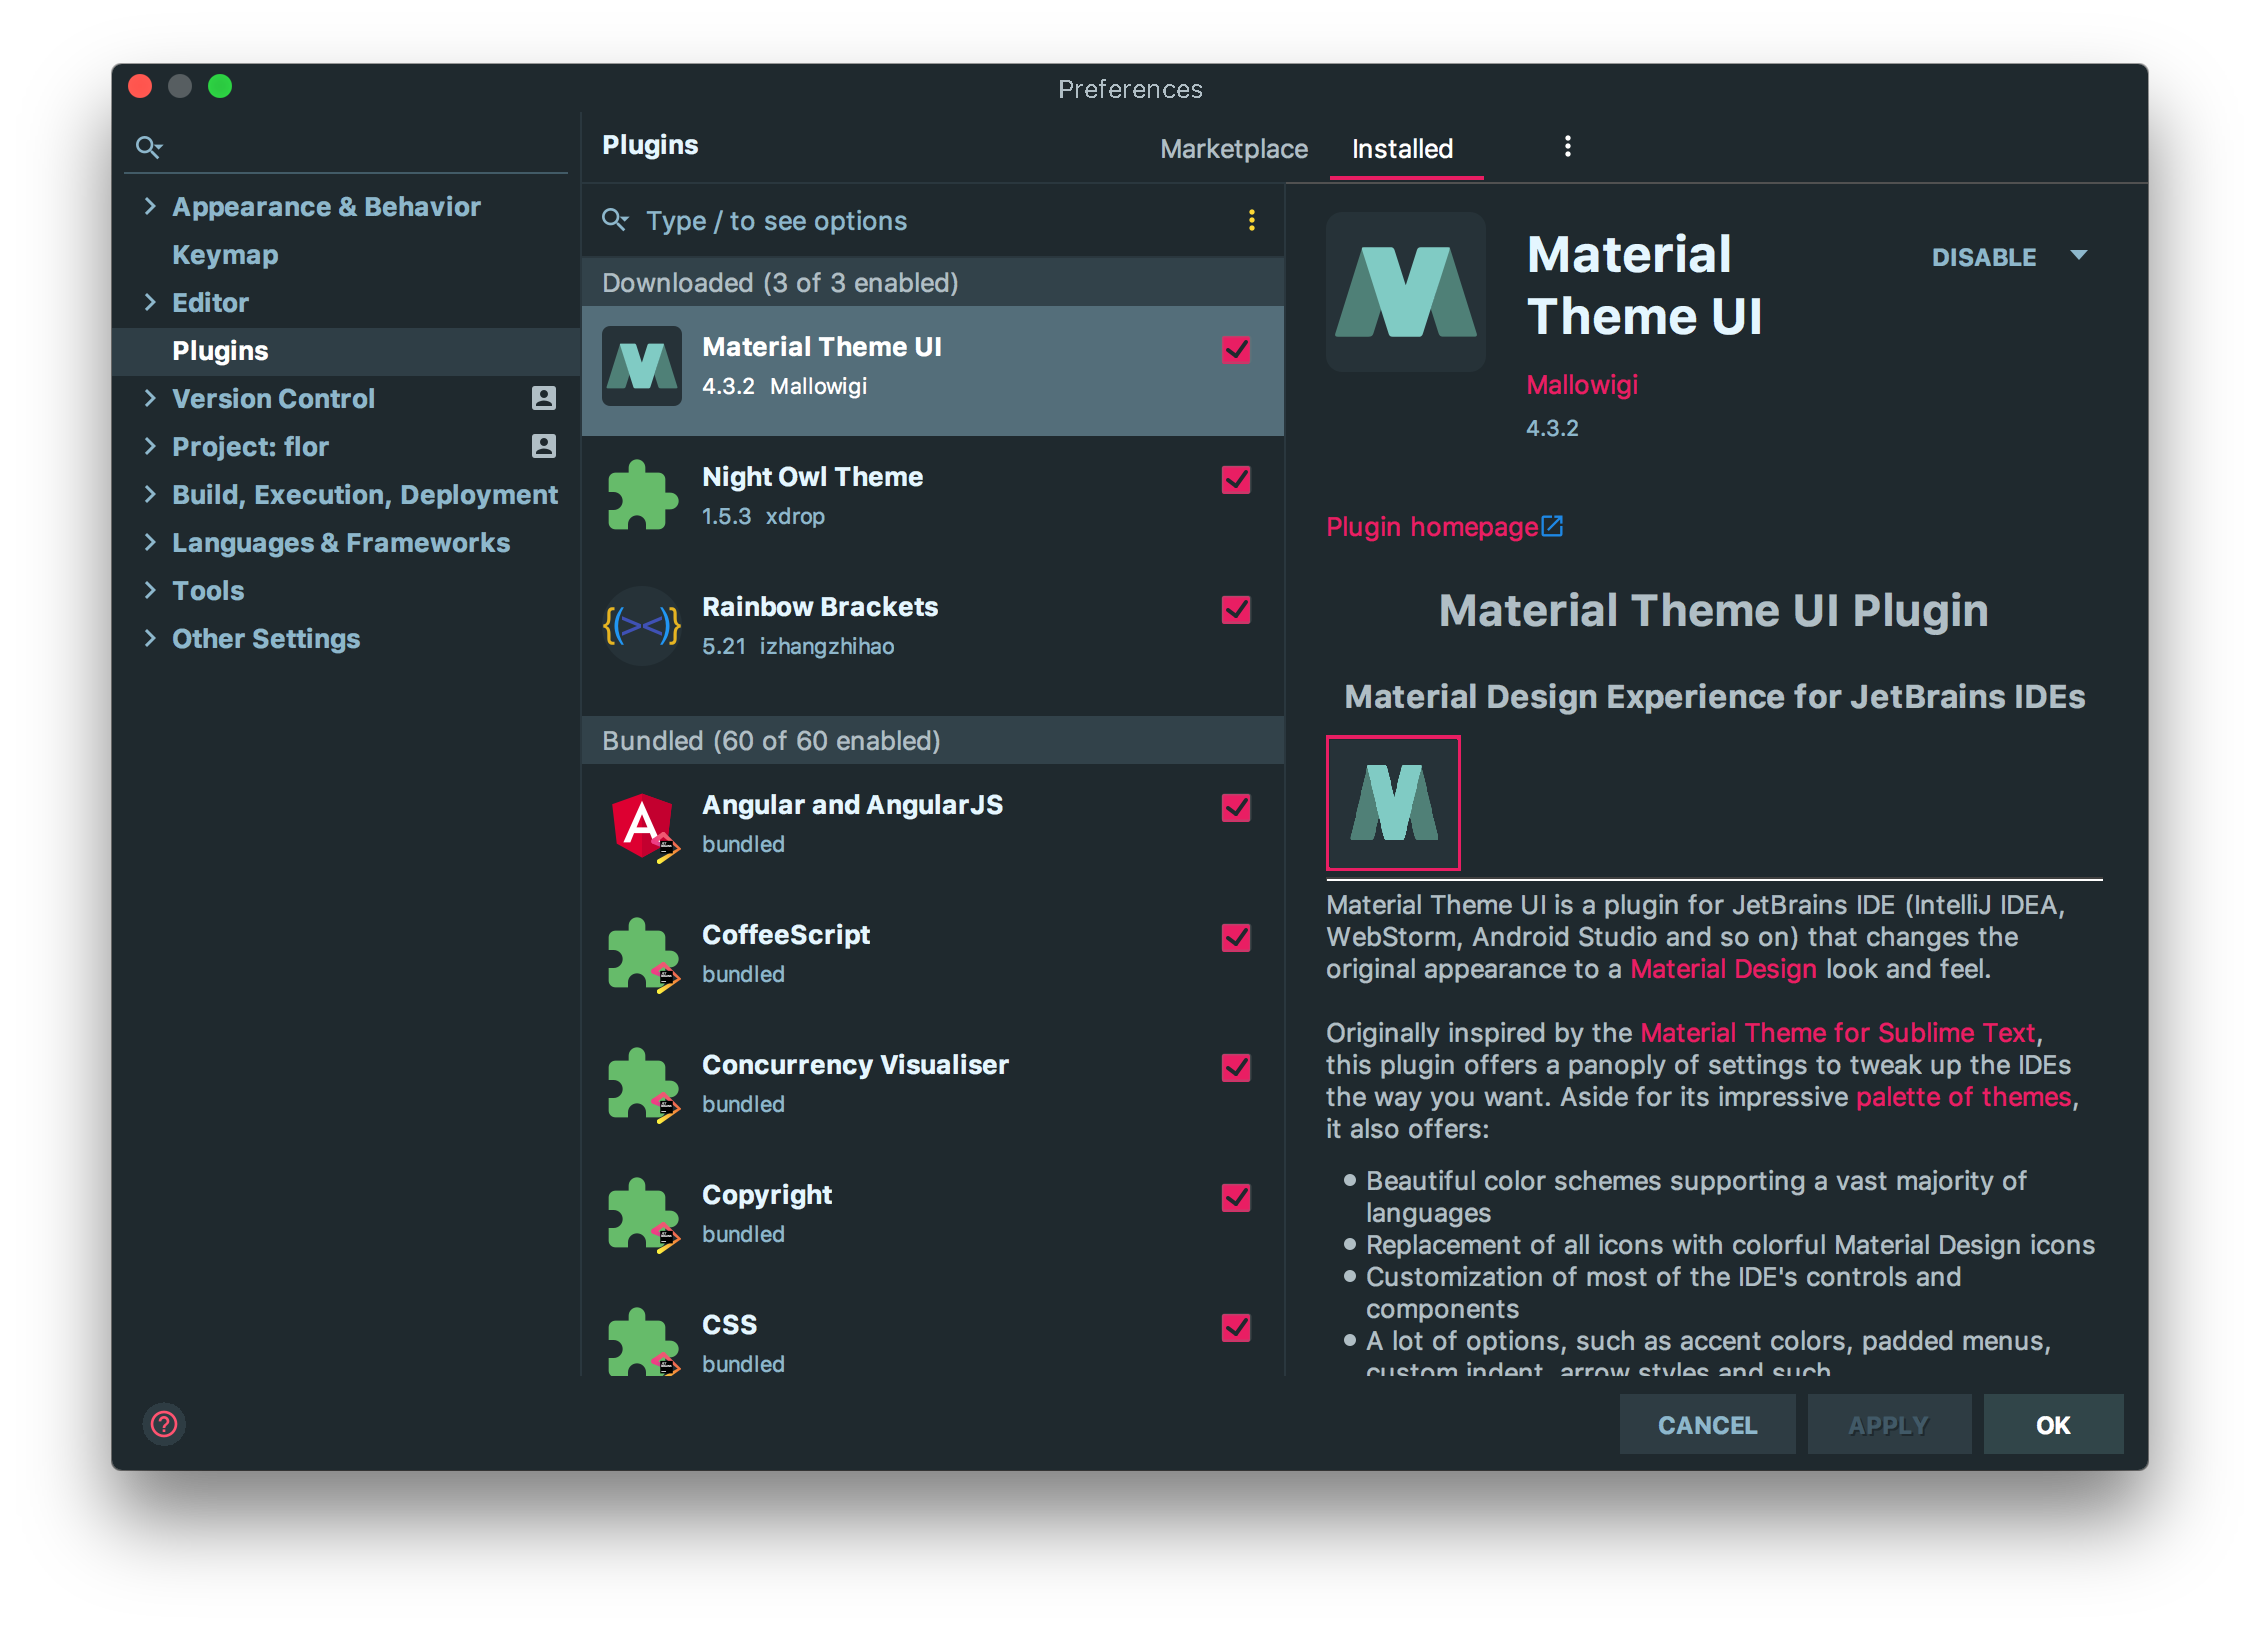 Preferences
Appearance & Behavior
Keymap
Editor
Plugins
Version Control
Project: flor
Build, Execution, Deployment
Languages & Frameworks
Tools
Other Settings
Plugins
Marketplace
Installed
Type / to see options
Downloaded (3 of 3 enabled)
Material Theme UI
4.3.2 Mallowigi
Night Owl Theme
1.5.3 xdrop
Rainbow Brackets
5.21 izhangzhihao
Bundled (60 of 60 enabled)
Angular and AngularJS
bundled
CoffeeScript
bundled
Concurrency Visualiser
bundled
Copyright
bundled
CSS
bundled
Material
Theme UI
DISABLE
Mallowigi
4.3.2
Plugin homepage
Material Theme UI Plugin
Material Design Experience for JetBrains IDEs
Material Theme UI is a plugin for JetBrains IDE (IntelliJ IDEA,
WebStorm, Android Studio and so on) that changes the
original appearance to a Material Design look and feel.
Originally inspired by the Material Theme for Sublime Text,
this plugin offers a panoply of settings to tweak up the IDEs
the way you want. Aside for its impressive palette of themes,
it also offers:
Beautiful color schemes supporting a vast majority of
languages
Replacement of all icons with colorful Material Design icons
Customization of most of the IDE's controls and
components
A lot of options, such as accent colors, padded menus,
custom indent, arrow styles and such
CANCEL
APPLY
OK